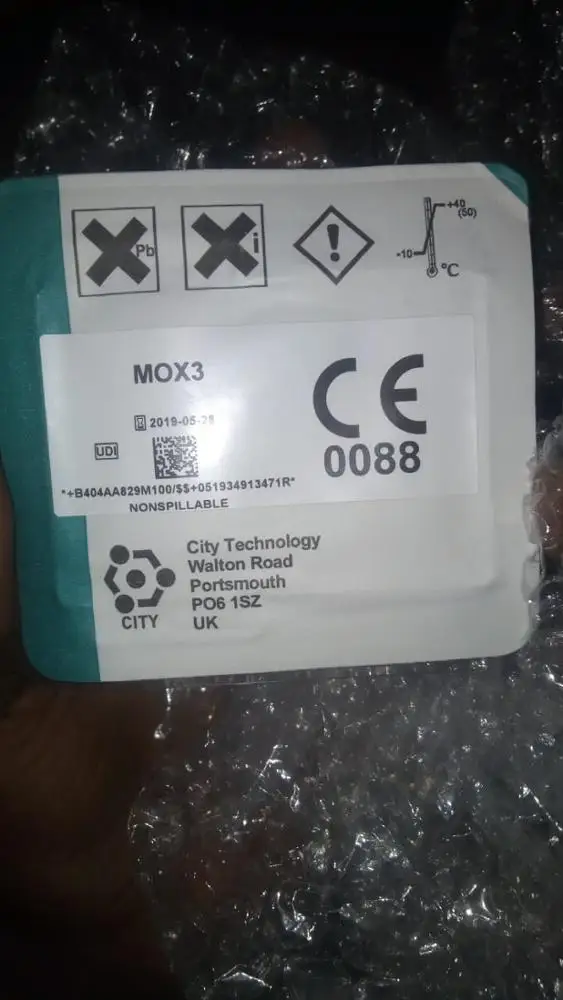 Pb
i
!
+40
(50)
-10
°C
MOX3
2019-05-28
CE
0088
UDI
*+B404AA829M100/$$+051934913471R*
NONSPILLABLE
City Technology
Walton Road
Portsmouth
PO6 1SZ
UK
CITY